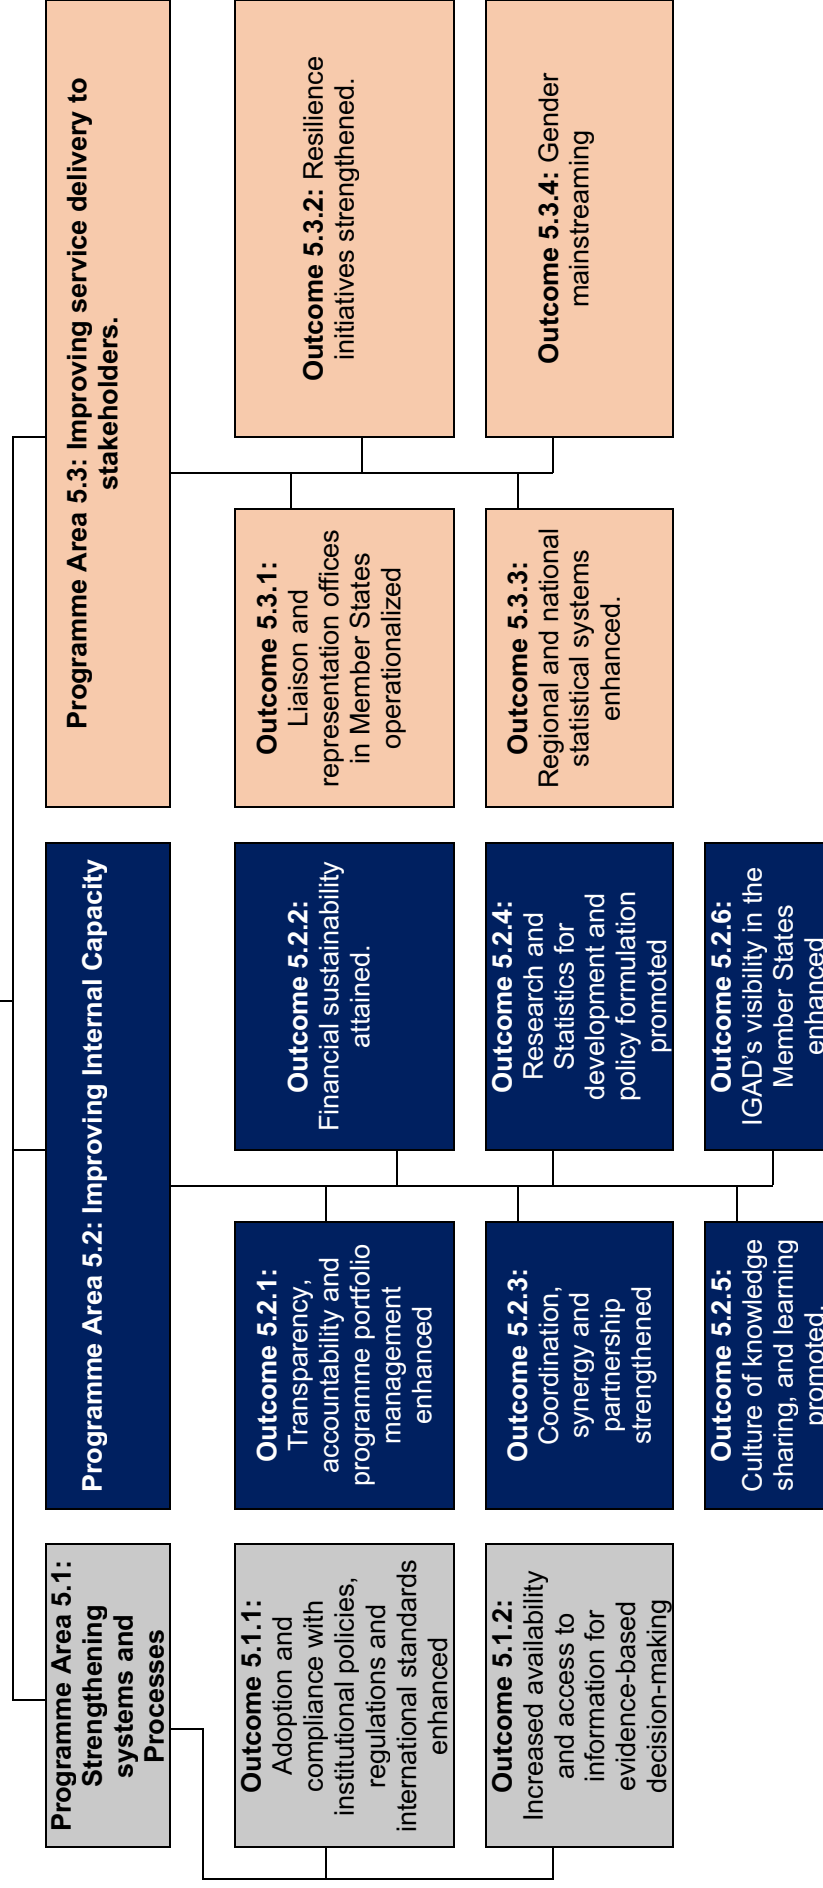 Programme Area 5.1:
Strengthening
systems and
Processes
Outcome 5.1.1:
Adoption and
compliance with
institutional policies,
regulations and
international standards
enhanced
Outcome 5.1.2:
Increased availability
and access to
information for
evidence-based
decision-making
Programme Area 5.2: Improving Internal Capacity
Outcome 5.2.1:
Transparency,
accountability and
programme portfolio
management
enhanced
Outcome 5.2.2:
Financial sustainability
attained.
Outcome 5.2.3:
Coordination,
synergy and
partnership
strengthened
Outcome 5.2.4:
Research and
Statistics for
development and
policy formulation
promoted
Outcome 5.2.5:
Culture of knowledge
sharing, and learning
promoted.
Outcome 5.2.6:
IGAD’s visibility in the
Member States
enhanced
Programme Area 5.3: Improving service delivery to
stakeholders.
Outcome 5.3.1:
Liaison and
representation offices
in Member States
operationalized
Outcome 5.3.2: Resilience
initiatives strengthened.
Outcome 5.3.3:
Regional and national
statistical systems
enhanced.
Outcome 5.3.4: Gender
mainstreaming